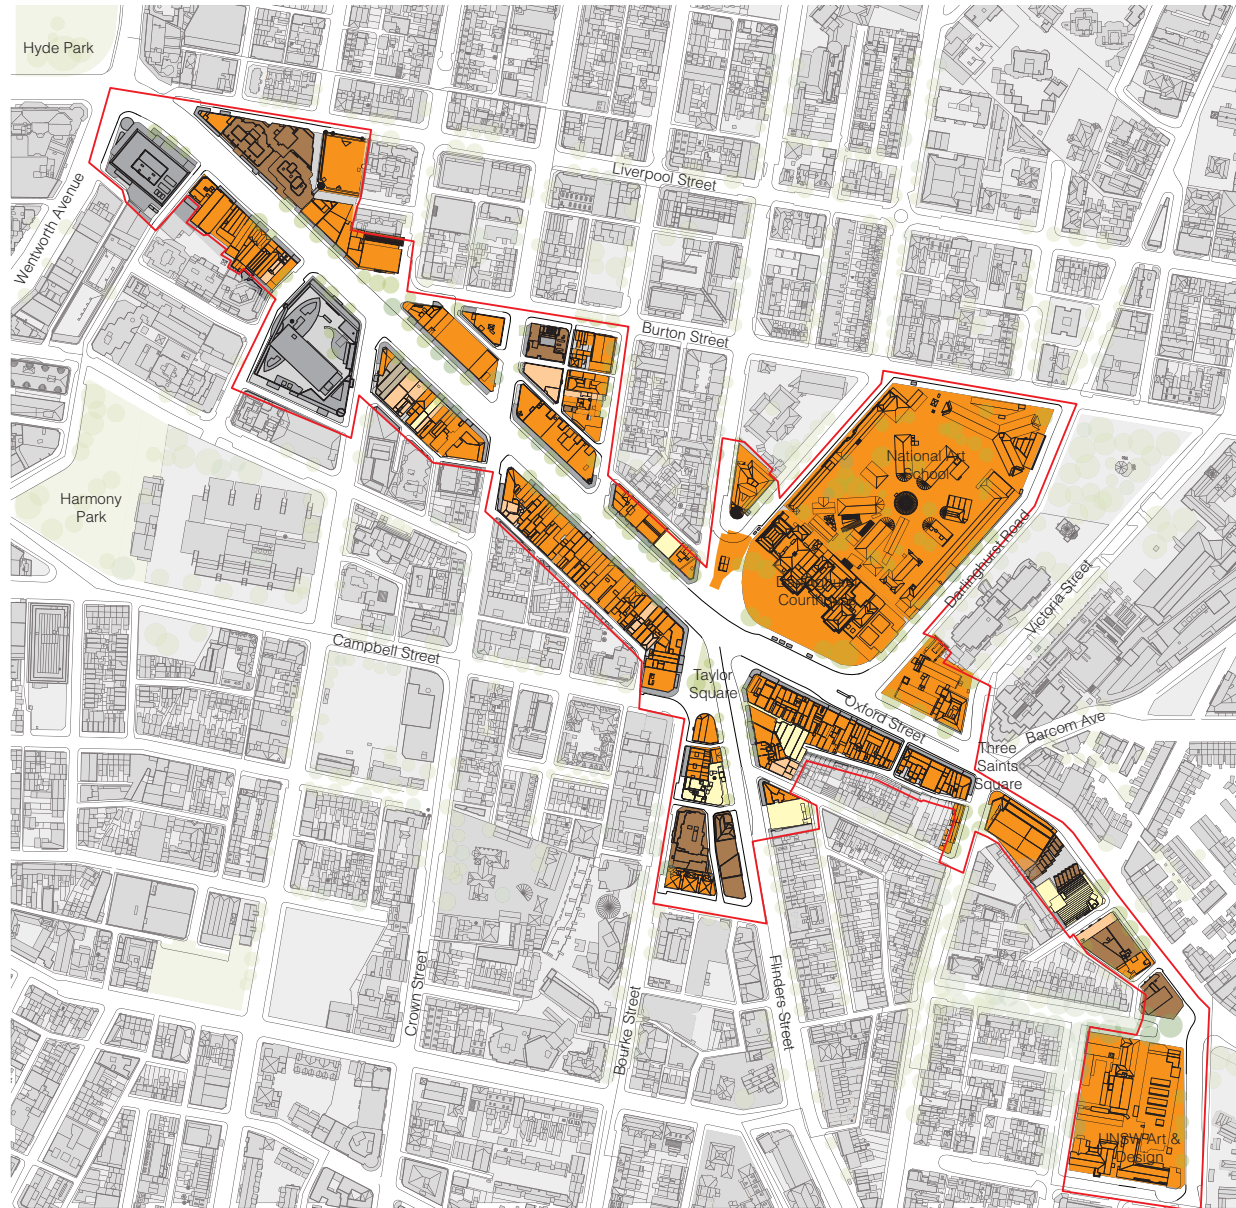 Hyde Park
Liverpool Street
Wentworth Avenue
Burton Street
National Art
School
Harmony
Park
Darlinghurst Road
Darlinghurst
Courthouse
Victoria Street
Campbell Street
Taylor
Square
Oxford Street
Barcom Ave
Three
Saints
Square
Crown Street
Bourke Street
Flinders Street
UNSW Art &
Design